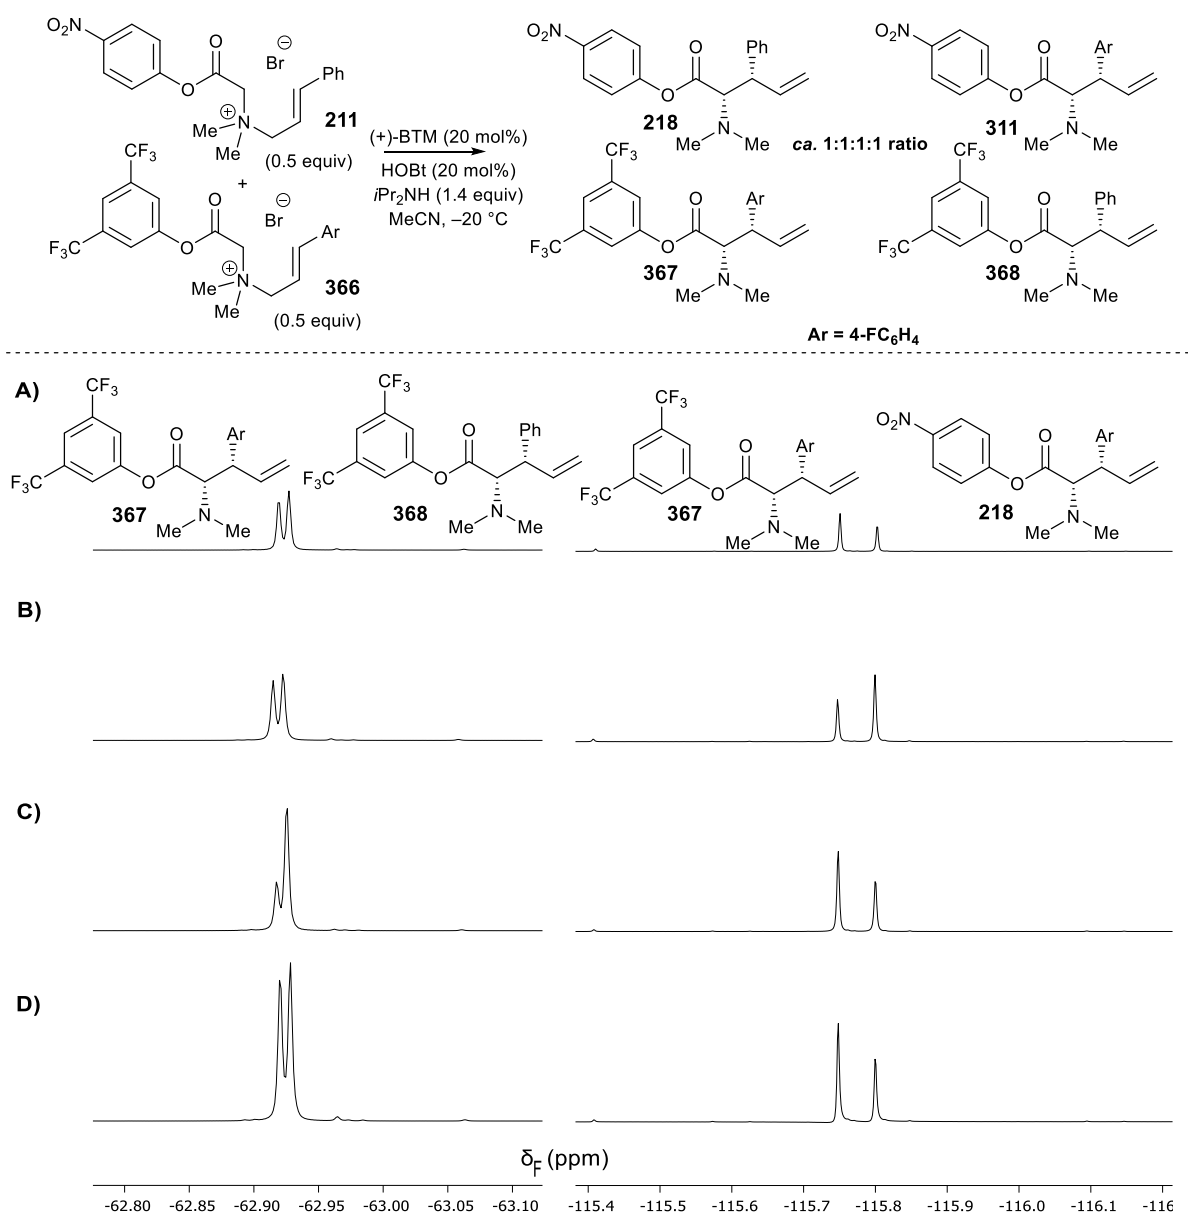 O₂N
O
O
Br
⊖
Ph
N
⊕
Me
Me
211
(0.5 equiv)
+
CF₃
F₃C
O
O
Br
⊖
Ar
N
⊕
Me
Me
366
(0.5 equiv)
(+)-BTM (20 mol%)
HOBt (20 mol%)
iPr₂NH (1.4 equiv)
MeCN, –20 °C
O₂N
O
O
Ph
218
N
Me Me
ca. 1:1:1:1 ratio
O₂N
O
O
Ar
311
N
Me Me
CF₃
F₃C
O
O
Ar
367
N
Me Me
CF₃
F₃C
O
O
Ph
368
N
Me Me
Ar = 4-FC₆H₄
A)
CF₃
F₃C
O
O
Ar
367
N
Me Me
CF₃
F₃C
O
O
Ph
368
N
Me Me
CF₃
F₃C
O
O
Ar
367
N
Me Me
O₂N
O
O
Ar
218
N
Me Me
B)
C)
D)
δF (ppm)
-62.80 -62.85 -62.90 -62.95 -63.00 -63.05 -63.10 -115.4 -115.5 -115.6 -115.7 -115.8 -115.9 -116.0 -116.1 -116